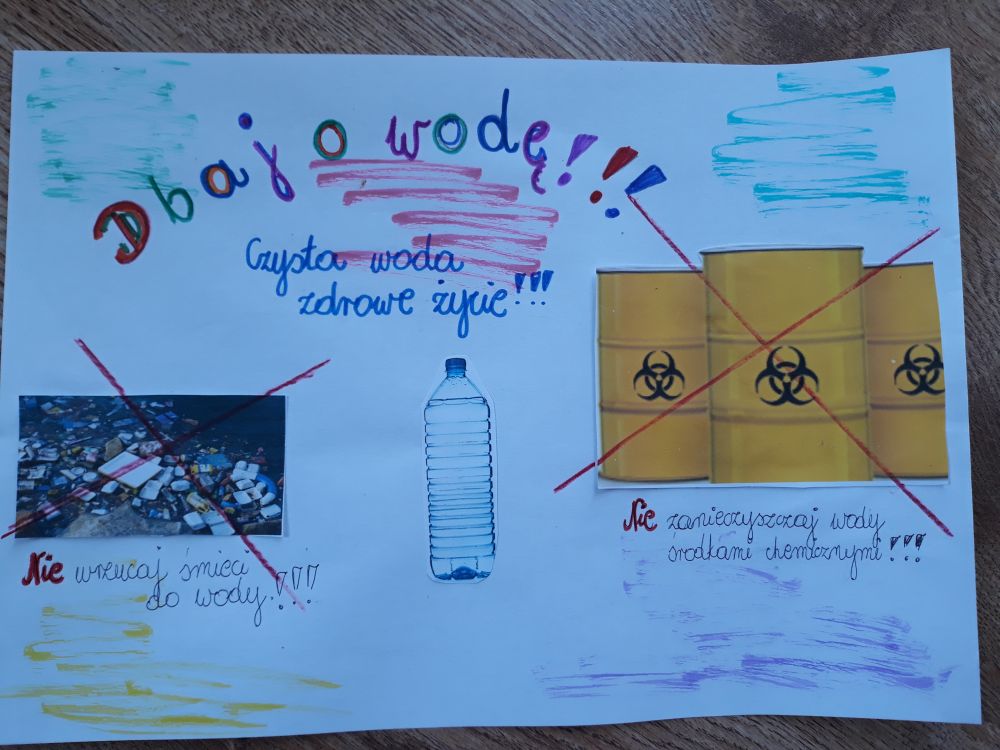 Dbaj o wodę!!!
Czysta woda
zdrowe życie!!!
Nie wrzucaj śmieci
do wody!!!
Nie zanieczyszczaj wody
środkami chemicznymi!!!